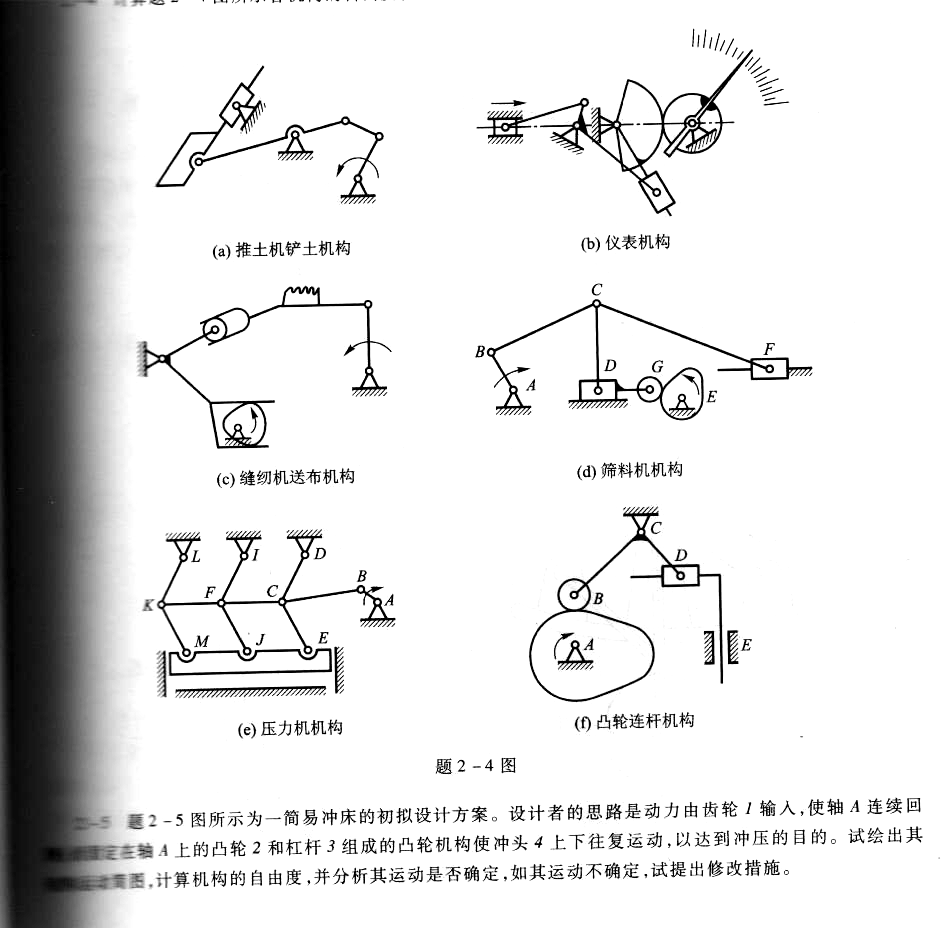 (a) 推土机铲土机构
(b) 仪表机构
C
B
A
D
G
F
E
(c) 缝纫机送布机构
(d) 筛料机机构
L
I
D
K
F
C
B
A
M
J
E
C
D
B
A
E
(e) 压力机机构
(f) 凸轮连杆机构
题 2－4 图
题 2－5 图所示为一简易冲床的初拟设计方案。设计者的思路是动力由齿轮 1 输入,使轴 A 连续回
在轴 A 上的凸轮 2 和杠杆 3 组成的凸轮机构使冲头 4 上下往复运动,以达到冲压的目的。试绘出其
简图,计算机构的自由度,并分析其运动是否确定,如其运动不确定,试提出修改措施。